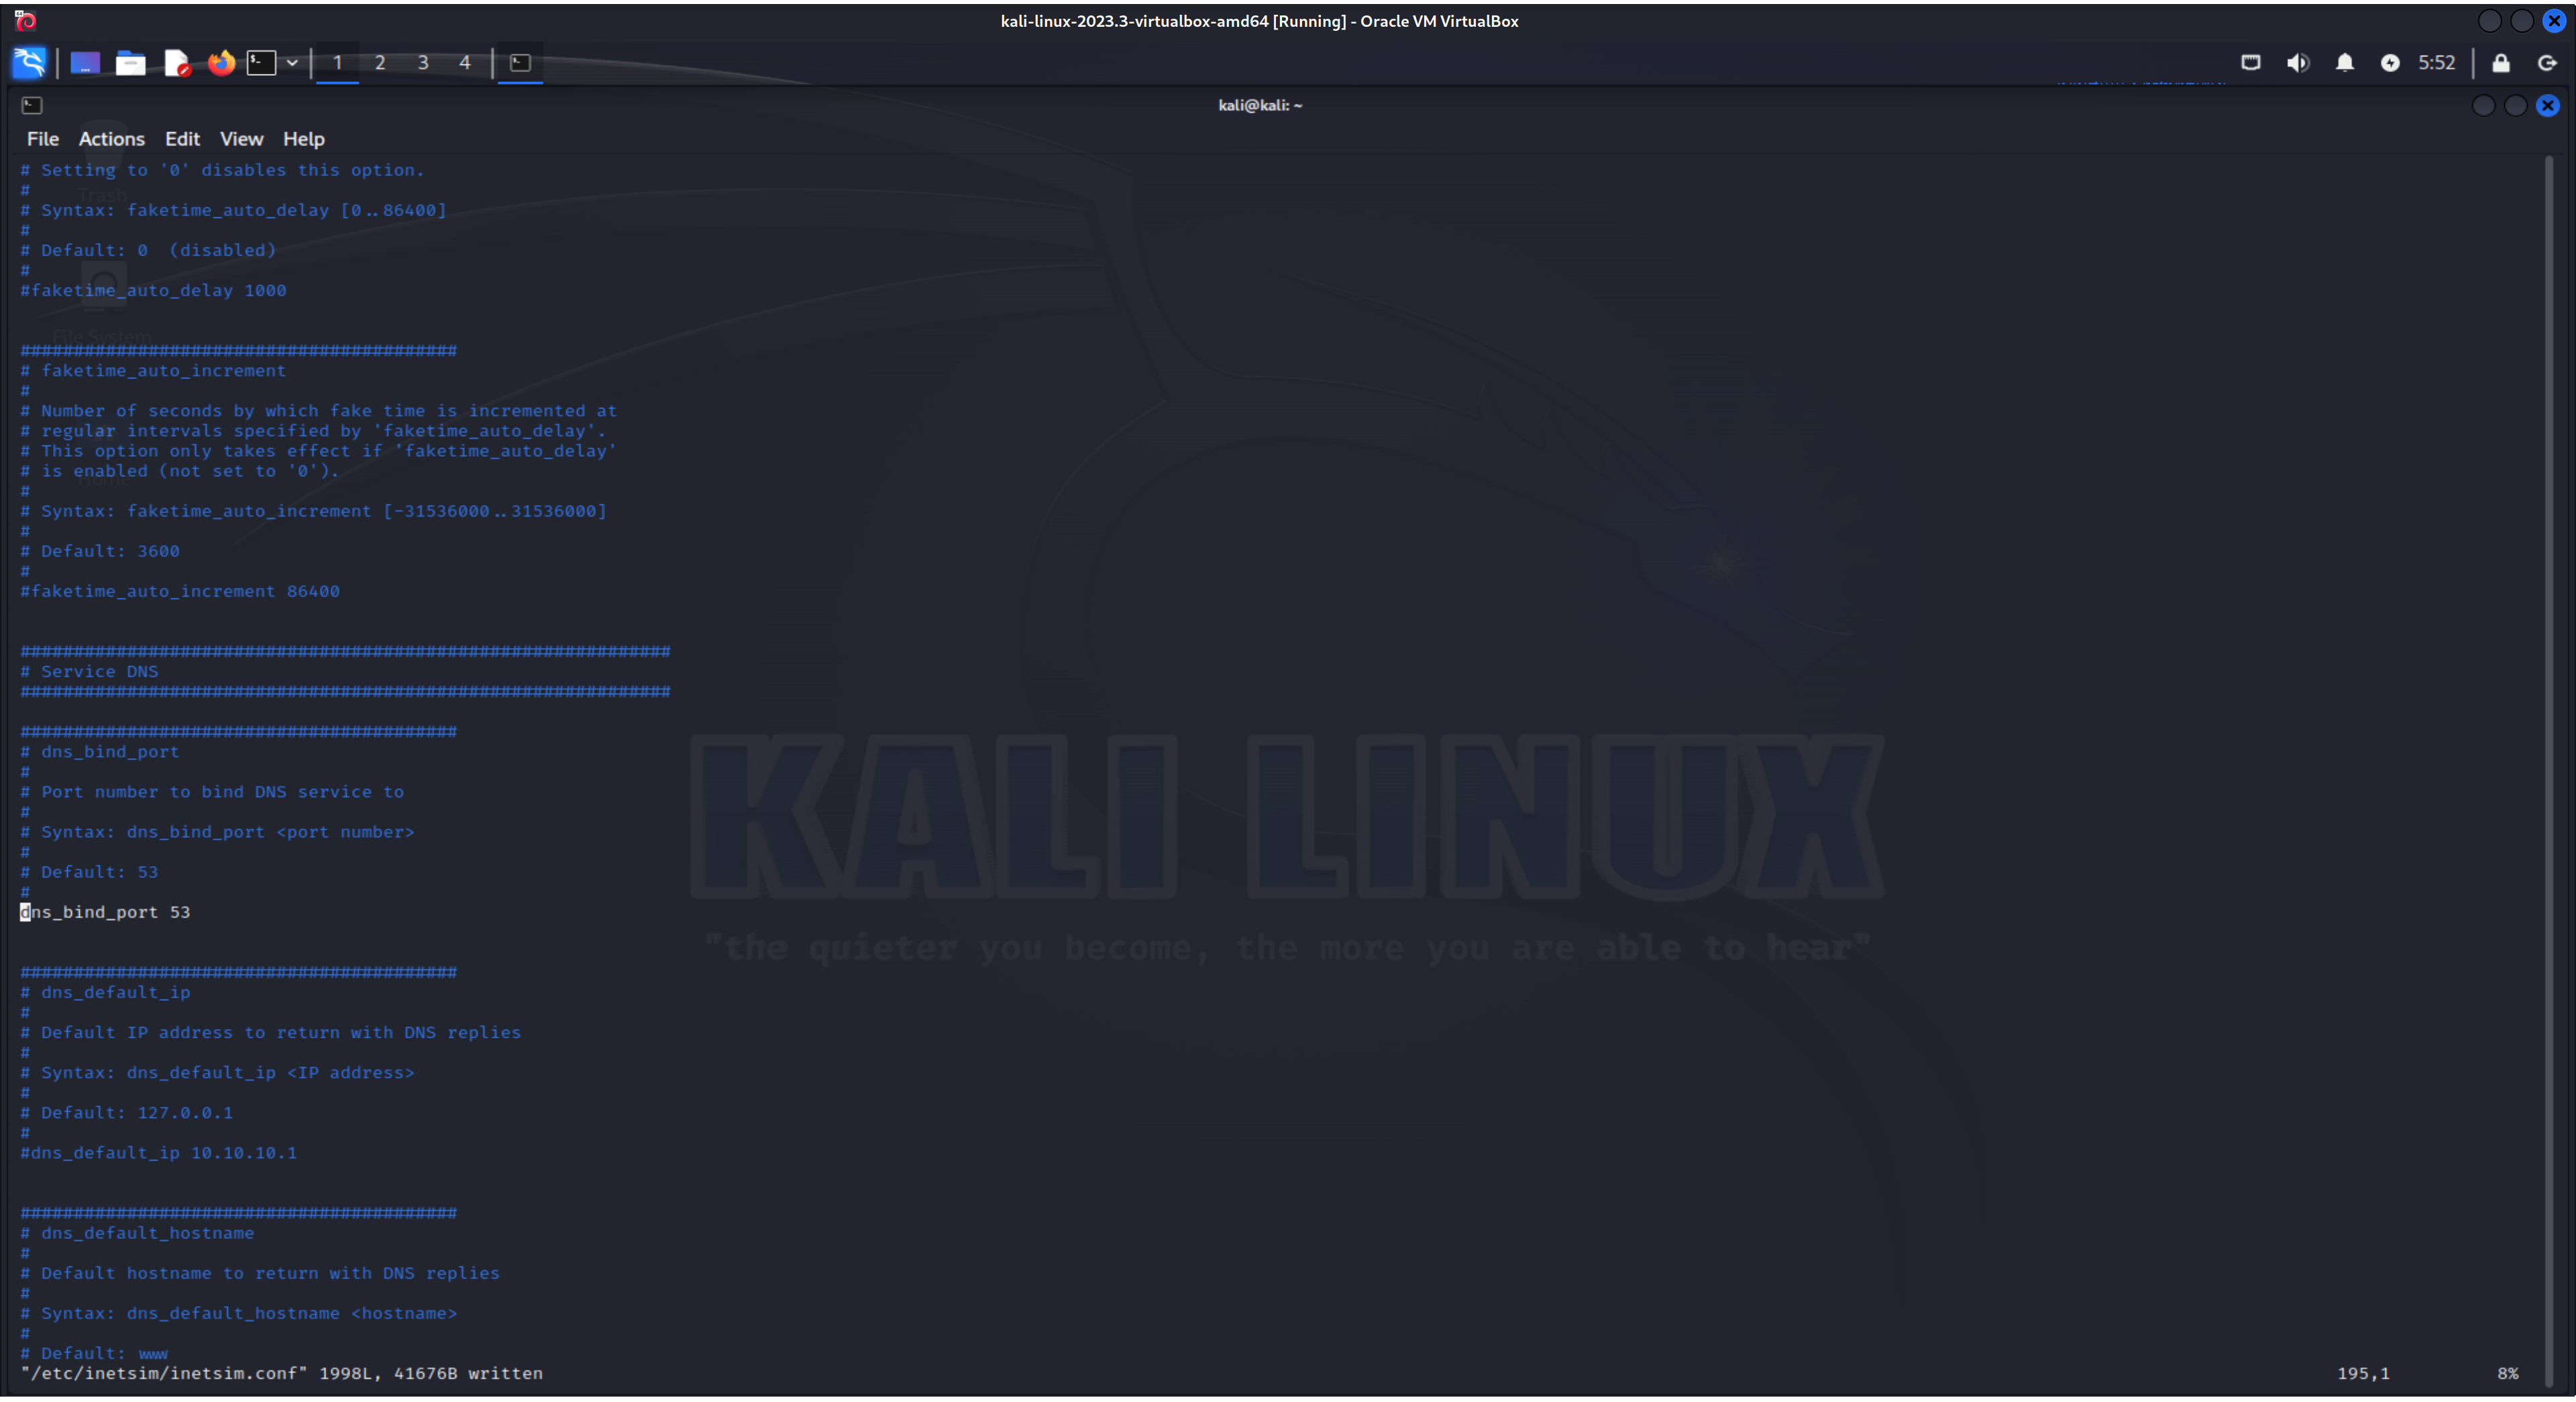 kali-linux-2023.3-virtualbox-amd64 [Running] - Oracle VM VirtualBox
1 2 3 4 5:52
kali@kali: ~
File Actions Edit View Help
# Setting to '0' disables this option.
#
Trash
# Syntax: faketime_auto_delay [0..86400]
#
# Default: 0  (disabled)
#
#faketime_auto_delay 1000
File System
#########################################
# faketime_auto_increment
#
# Number of seconds by which fake time is incremented at
# regular intervals specified by 'faketime_auto_delay'.
# This option only takes effect if 'faketime_auto_delay'
# is enabled (not set to '0').
Home
#
# Syntax: faketime_auto_increment [-31536000..31536000]
#
# Default: 3600
#
#faketime_auto_increment 86400
#############################################################
# Service DNS
#############################################################
#########################################
# dns_bind_port
#
# Port number to bind DNS service to
#
# Syntax: dns_bind_port <port number>
#
# Default: 53
#
dns_bind_port 53
KALI LINUX
"the quieter you become, the more you are able to hear"
#########################################
# dns_default_ip
#
# Default IP address to return with DNS replies
#
# Syntax: dns_default_ip <IP address>
#
# Default: 127.0.0.1
#
#dns_default_ip 10.10.10.1
#########################################
# dns_default_hostname
#
# Default hostname to return with DNS replies
#
# Syntax: dns_default_hostname <hostname>
#
# Default: www
"/etc/inetsim/inetsim.conf" 1998L, 41676B written 195,1 8%